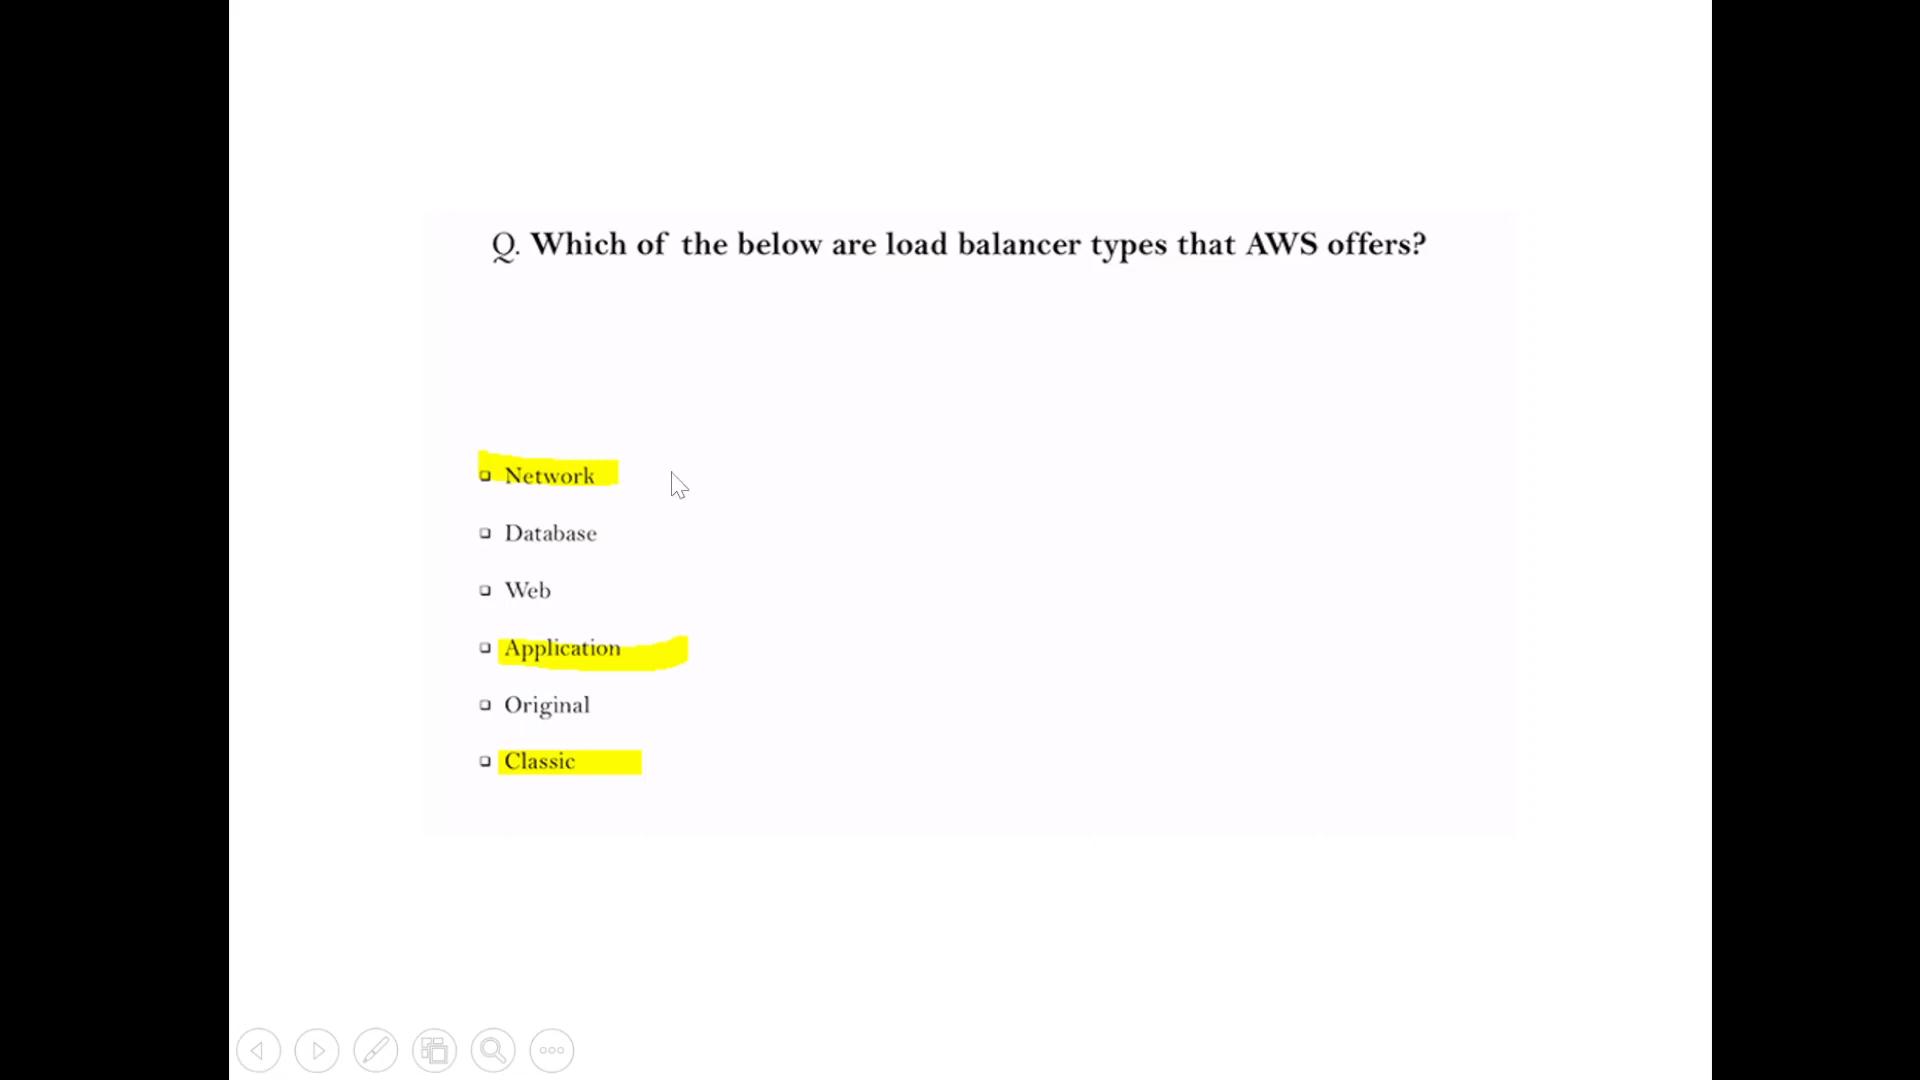 Q. Which of the below are load balancer types that AWS offers?
Network
Database
Web
Application
Original
Classic